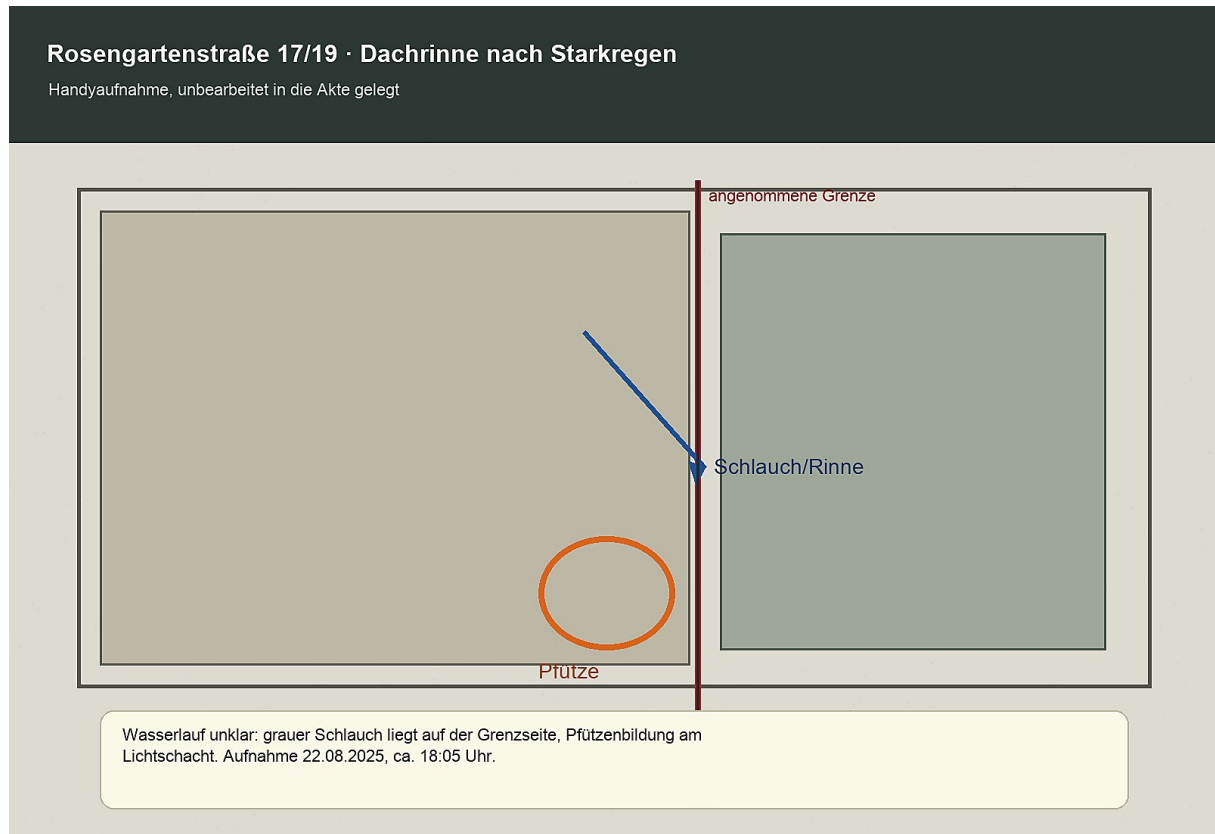 Rosengartenstraße 17/19 · Dachrinne nach Starkregen
Handyaufnahme, unbearbeitet in die Akte gelegt
angenommene Grenze
Schlauch/Rinne
Pfütze
Wasserlauf unklar: grauer Schlauch liegt auf der Grenzseite, Pfützenbildung am
Lichtschacht. Aufnahme 22.08.2025, ca. 18:05 Uhr.